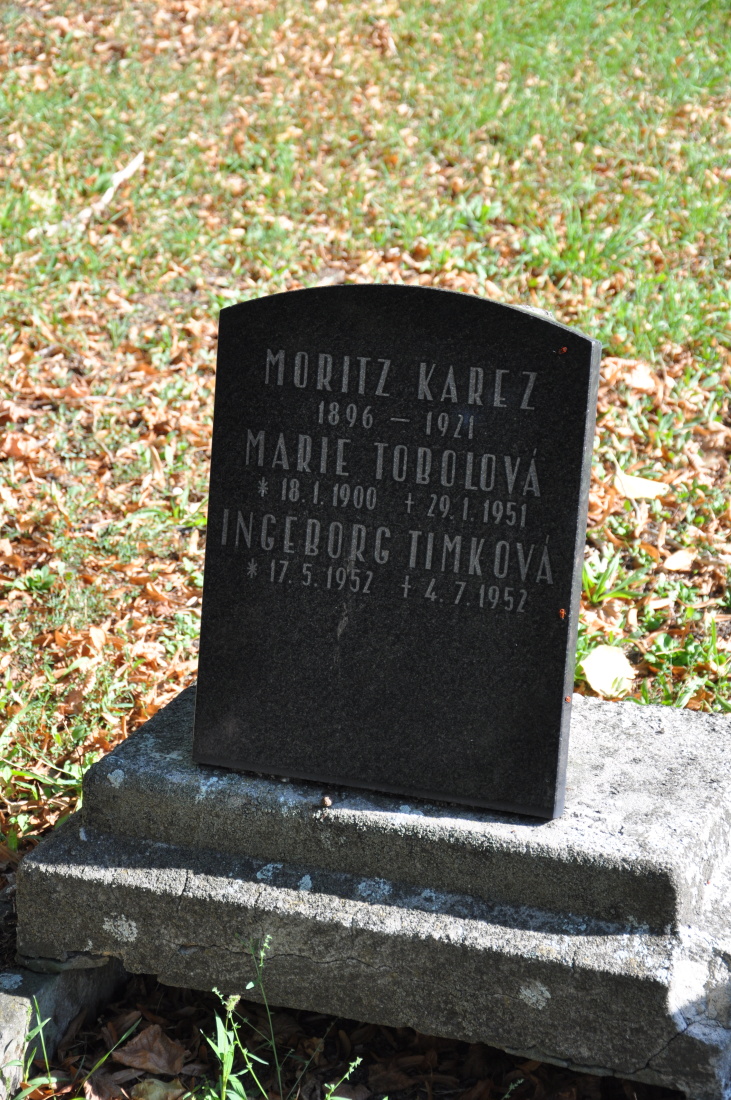 MORITZ KAREZ
1896 — 1921
MARIE TOBOLOVÁ
* 18.1.1900 + 29.1.1951
INGEBORG TIMKOVÁ
* 17.5.1952 + 4.7.1952